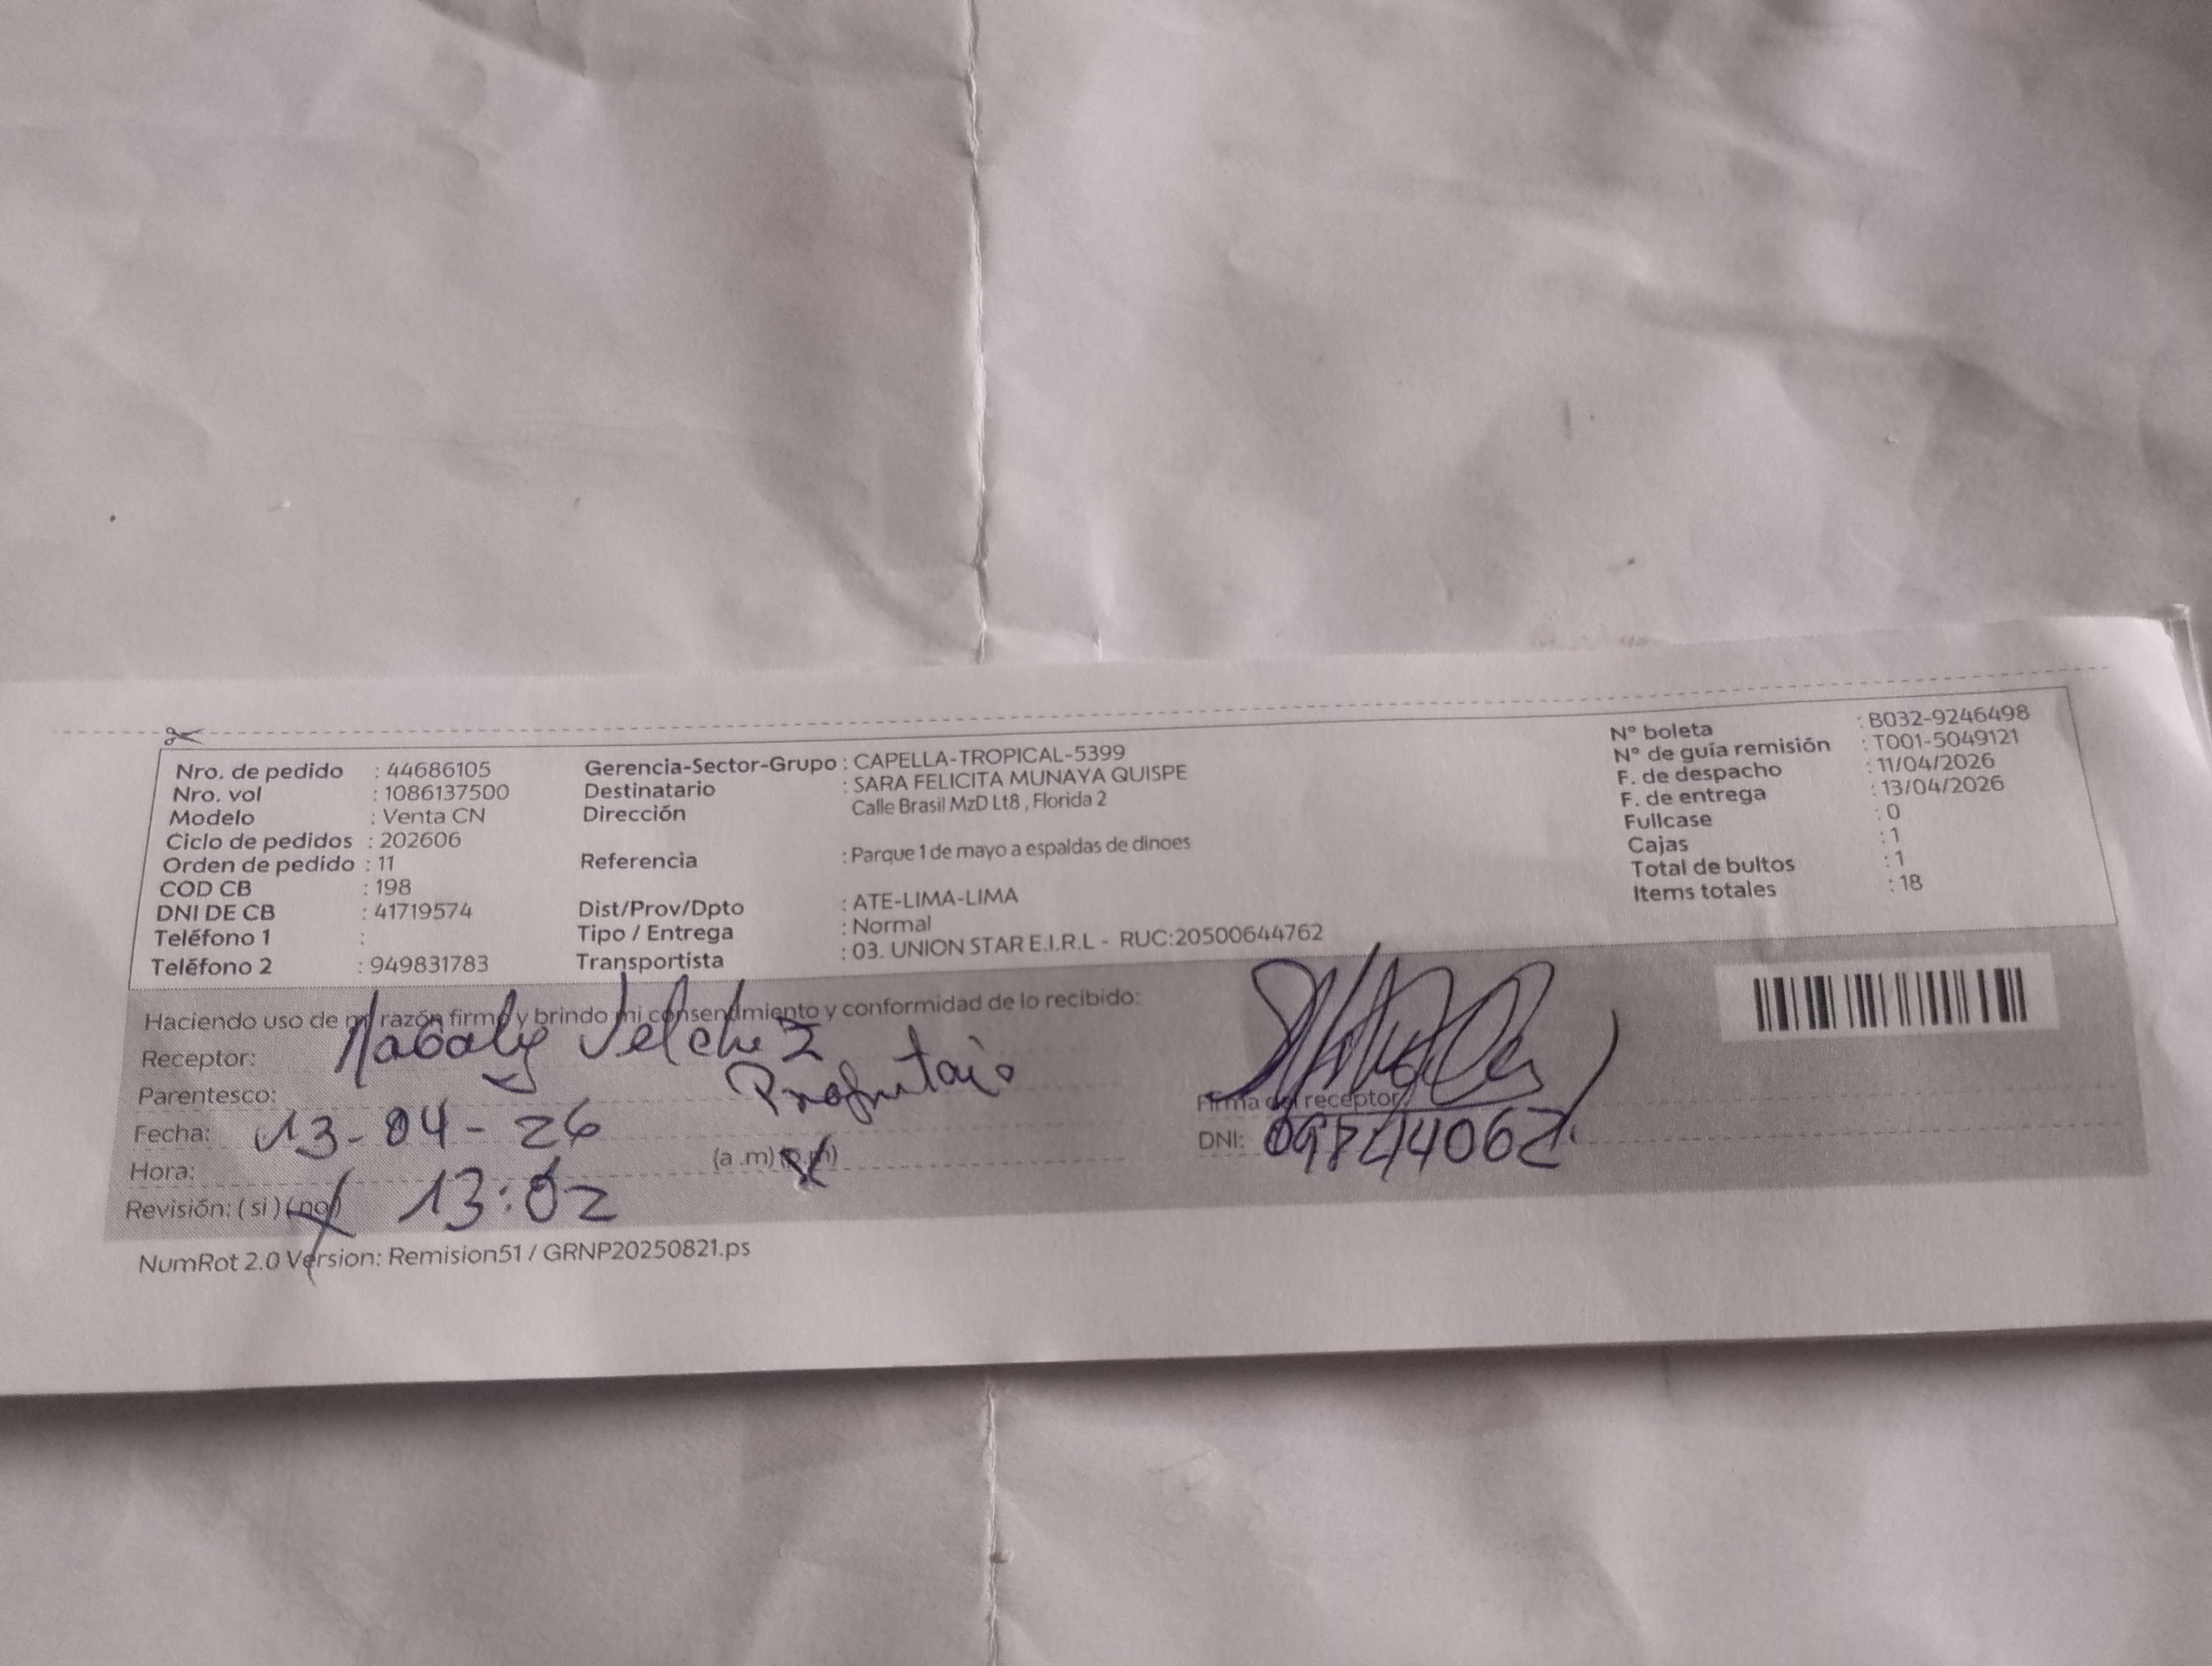 Nro. de pedido : 44686105
Nro. vol : 1086137500
Modelo : Venta CN
Ciclo de pedidos : 202606
Orden de pedido : 11
COD CB : 198
DNI DE CB : 41719574
Teléfono 1 :
Teléfono 2 : 949831783
Gerencia-Sector-Grupo : CAPELLA-TROPICAL-5399
Destinatario : SARA FELICITA MUNAYA QUISPE
Dirección Calle Brasil MzD Lt8 , Florida 2
Referencia : Parque 1 de mayo a espaldas de dinoes
Dist/Prov/Dpto : ATE-LIMA-LIMA
Tipo / Entrega : Normal
Transportista : 03. UNION STAR E.I.R.L - RUC:20500644762
N° boleta : B032-9246498
N° de guía remisión : T001-5049121
F. de despacho : 11/04/2026
F. de entrega : 13/04/2026
Fullcase : 0
Cajas : 1
Total de bultos : 1
Items totales : 18
Haciendo uso de mi razón firmo y brindo mi consentimiento y conformidad de lo recibido:
Receptor:
Parentesco:
Fecha: 13-04-26
Hora: (a .m) (p.m)
Revisión: ( si ) ( no ) 13:02
Firma del receptor
DNI:
NumRot 2.0 Version: Remision51 / GRNP20250821.ps